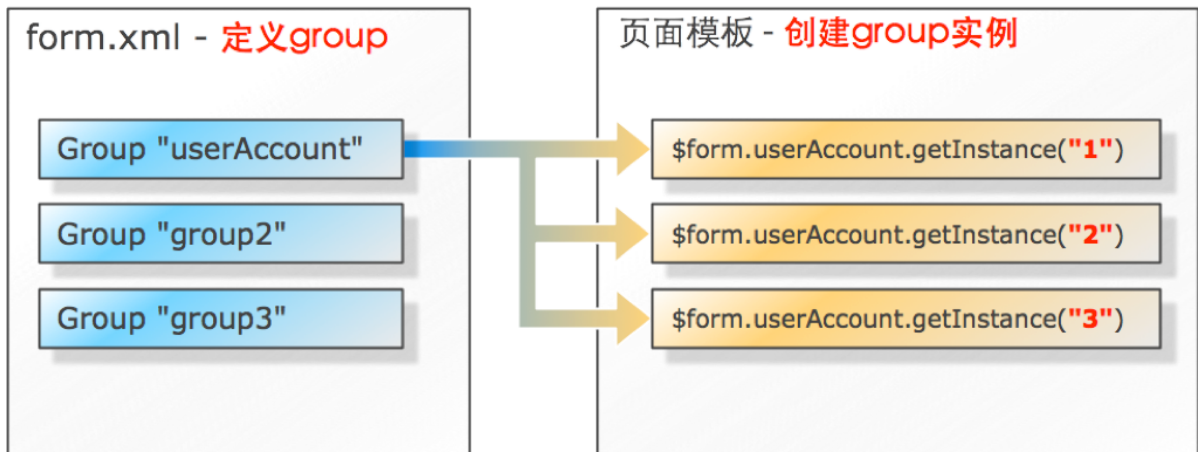 form.xml - 定义group
Group "userAccount"
Group "group2"
Group "group3"
页面模板 - 创建group实例
$form.userAccount.getInstance("1")
$form.userAccount.getInstance("2")
$form.userAccount.getInstance("3")